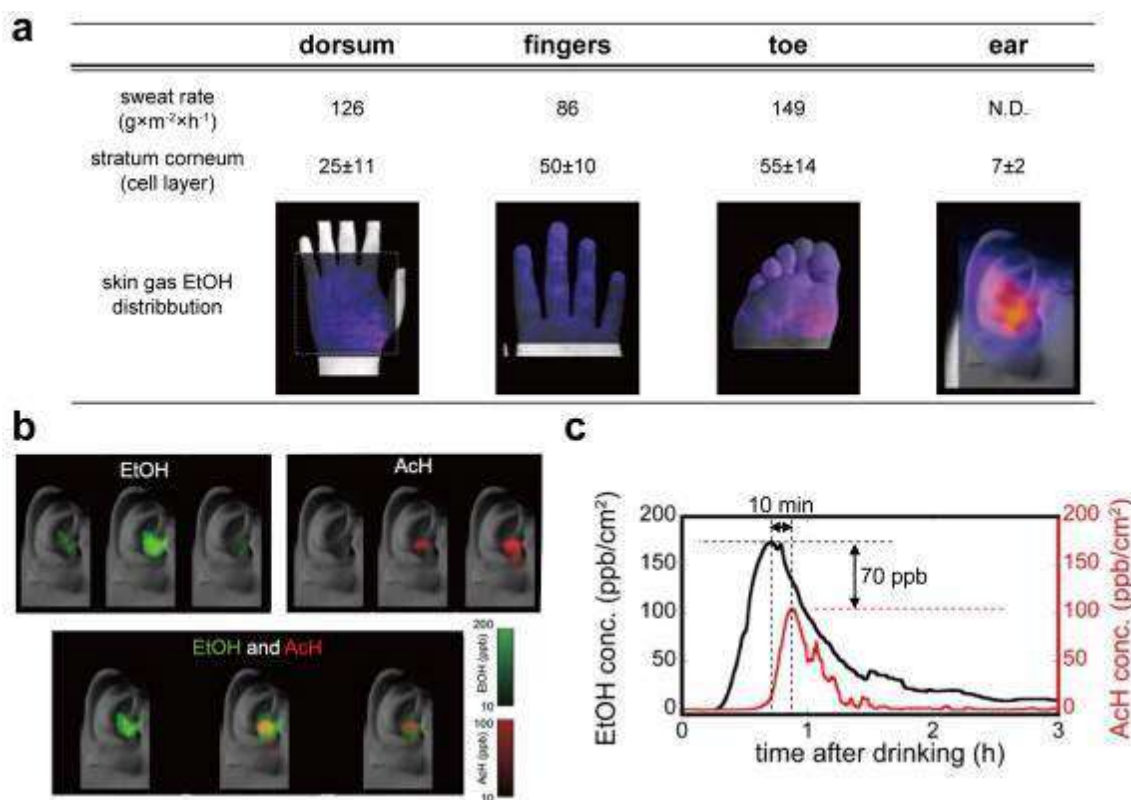 a
dorsum fingers toe ear
sweat rate
(g×m⁻²×h⁻¹) 126 86 149 N.D.
stratum corneum
(cell layer) 25±11 50±10 55±14 7±2
skin gas EtOH
distribbution
b
EtOH AcH
EtOH and AcH
200
EtOH (ppb)
10
100
AcH (ppb)
10
c
10 min
70 ppb
EtOH conc. (ppb/cm²)
200
150
100
50
0
AcH conc. (ppb/cm²)
200
150
100
50
0
0 1 2 3
time after drinking (h)